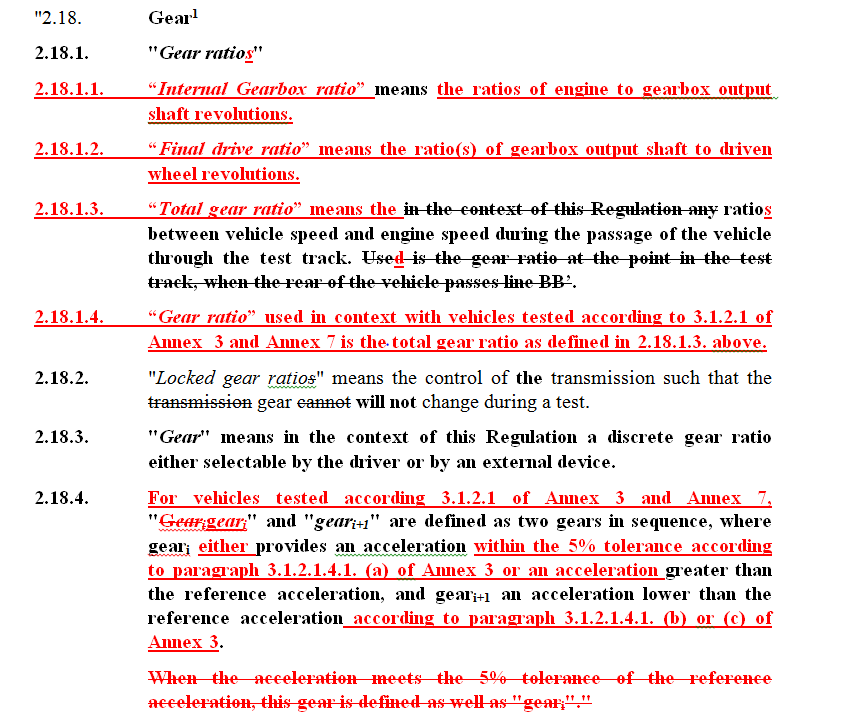 "2.18. Gear¹
2.18.1. "Gear ratios"
2.18.1.1. “Internal Gearbox ratio” means the ratios of engine to gearbox output
shaft revolutions.
2.18.1.2. “Final drive ratio” means the ratio(s) of gearbox output shaft to driven
wheel revolutions.
2.18.1.3. “Total gear ratio” means the in the context of this Regulation any ratios
between vehicle speed and engine speed during the passage of the vehicle
through the test track. Used is the gear ratio at the point in the test
track, when the rear of the vehicle passes line BB’.
2.18.1.4. “Gear ratio” used in context with vehicles tested according to 3.1.2.1 of
Annex 3 and Annex 7 is the total gear ratio as defined in 2.18.1.3. above.
2.18.2. "Locked gear ratios" means the control of the transmission such that the
transmission gear cannot will not change during a test.
2.18.3. "Gear" means in the context of this Regulation a discrete gear ratio
either selectable by the driver or by an external device.
2.18.4. For vehicles tested according 3.1.2.1 of Annex 3 and Annex 7,
"Gearigeari" and "geari+1" are defined as two gears in sequence, where
geari either provides an acceleration within the 5% tolerance according
to paragraph 3.1.2.1.4.1. (a) of Annex 3 or an acceleration greater than
the reference acceleration, and geari+1 an acceleration lower than the
reference acceleration according to paragraph 3.1.2.1.4.1. (b) or (c) of
Annex 3.
When the acceleration meets the 5% tolerance of the reference
acceleration, this gear is defined as well as "geari"."